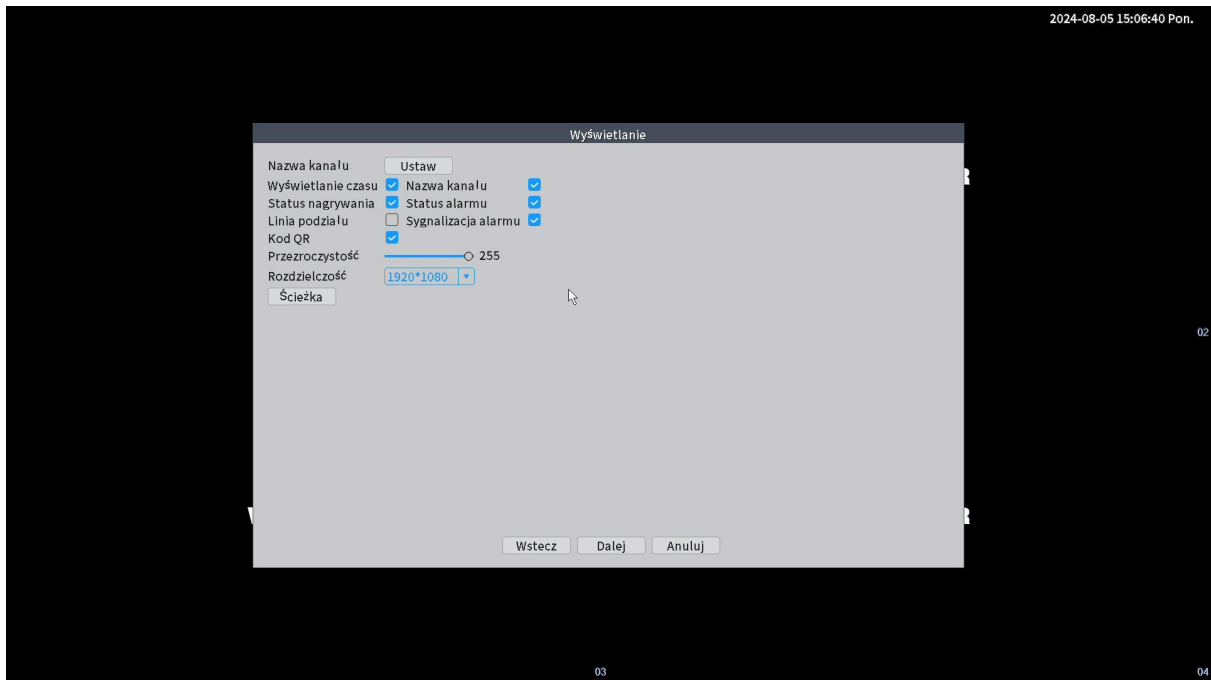 2024-08-05 15:06:40 Pon.
Wyświetlanie
Nazwa kanału Ustaw
Wyświetlanie czasu Nazwa kanału
Status nagrywania Status alarmu
Linia podziału Sygnalizacja alarmu
Kod QR
Przezroczystość 255
Rozdzielczość 1920*1080
Ścieżka
02
Wstecz Dalej Anuluj
03 04